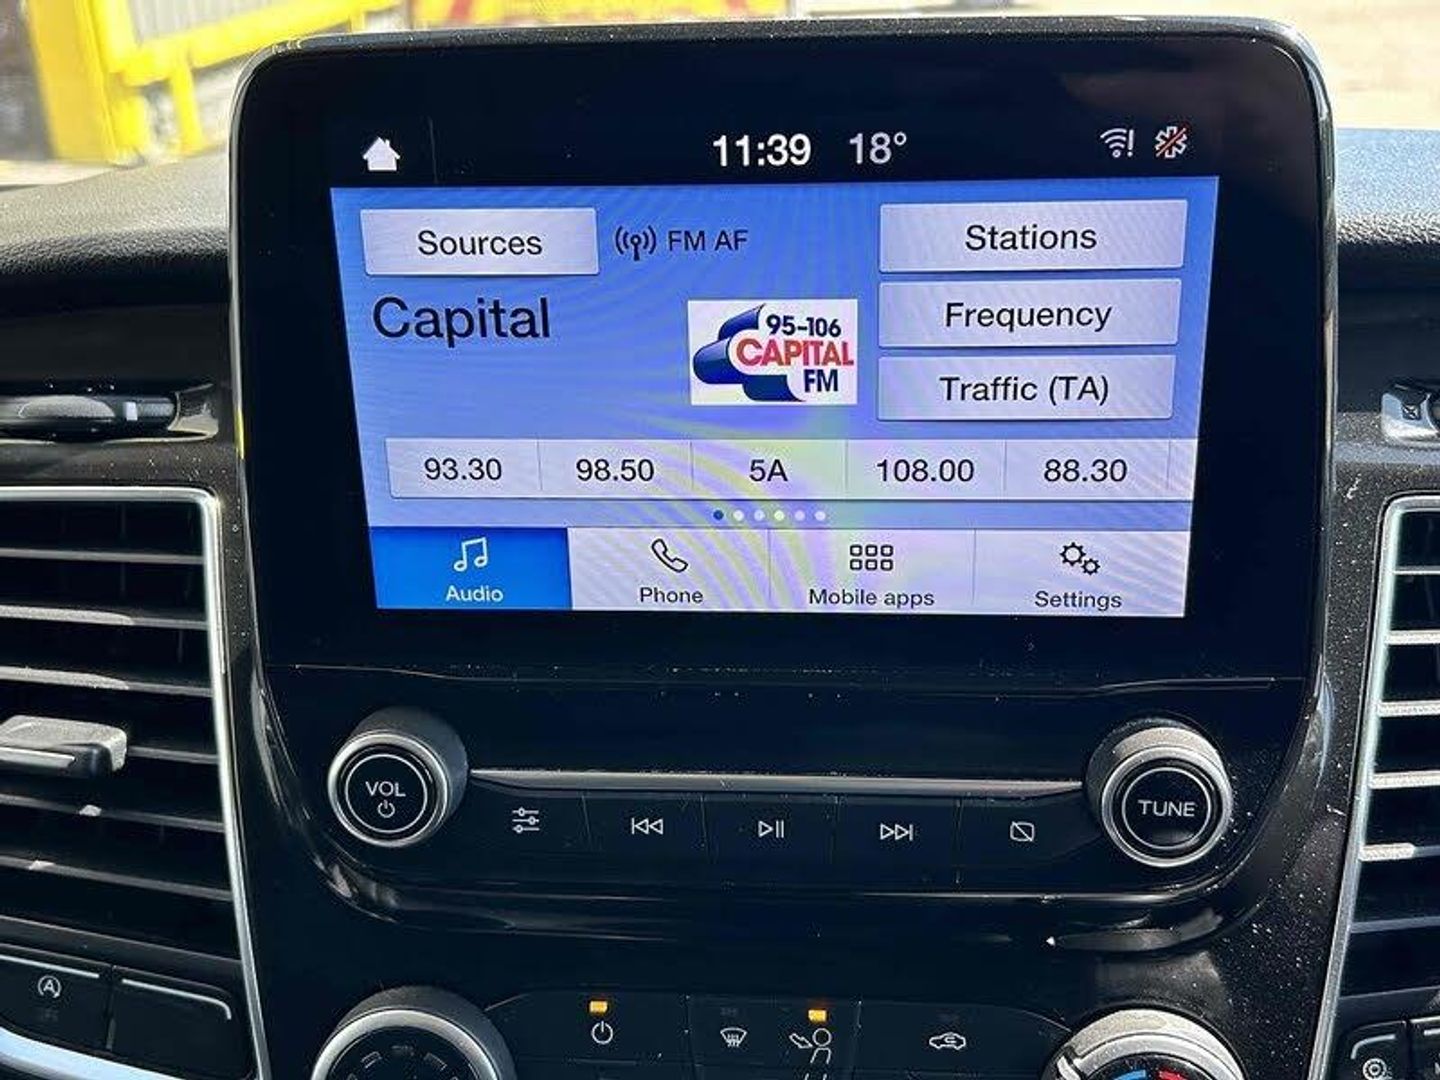 11:39 18°
Sources FM AF Stations
Capital
95-106
CAPITAL
FM
Frequency
Traffic (TA)
93.30 98.50 5A 108.00 88.30
Audio Phone Mobile apps Settings
VOL
TUNE
A